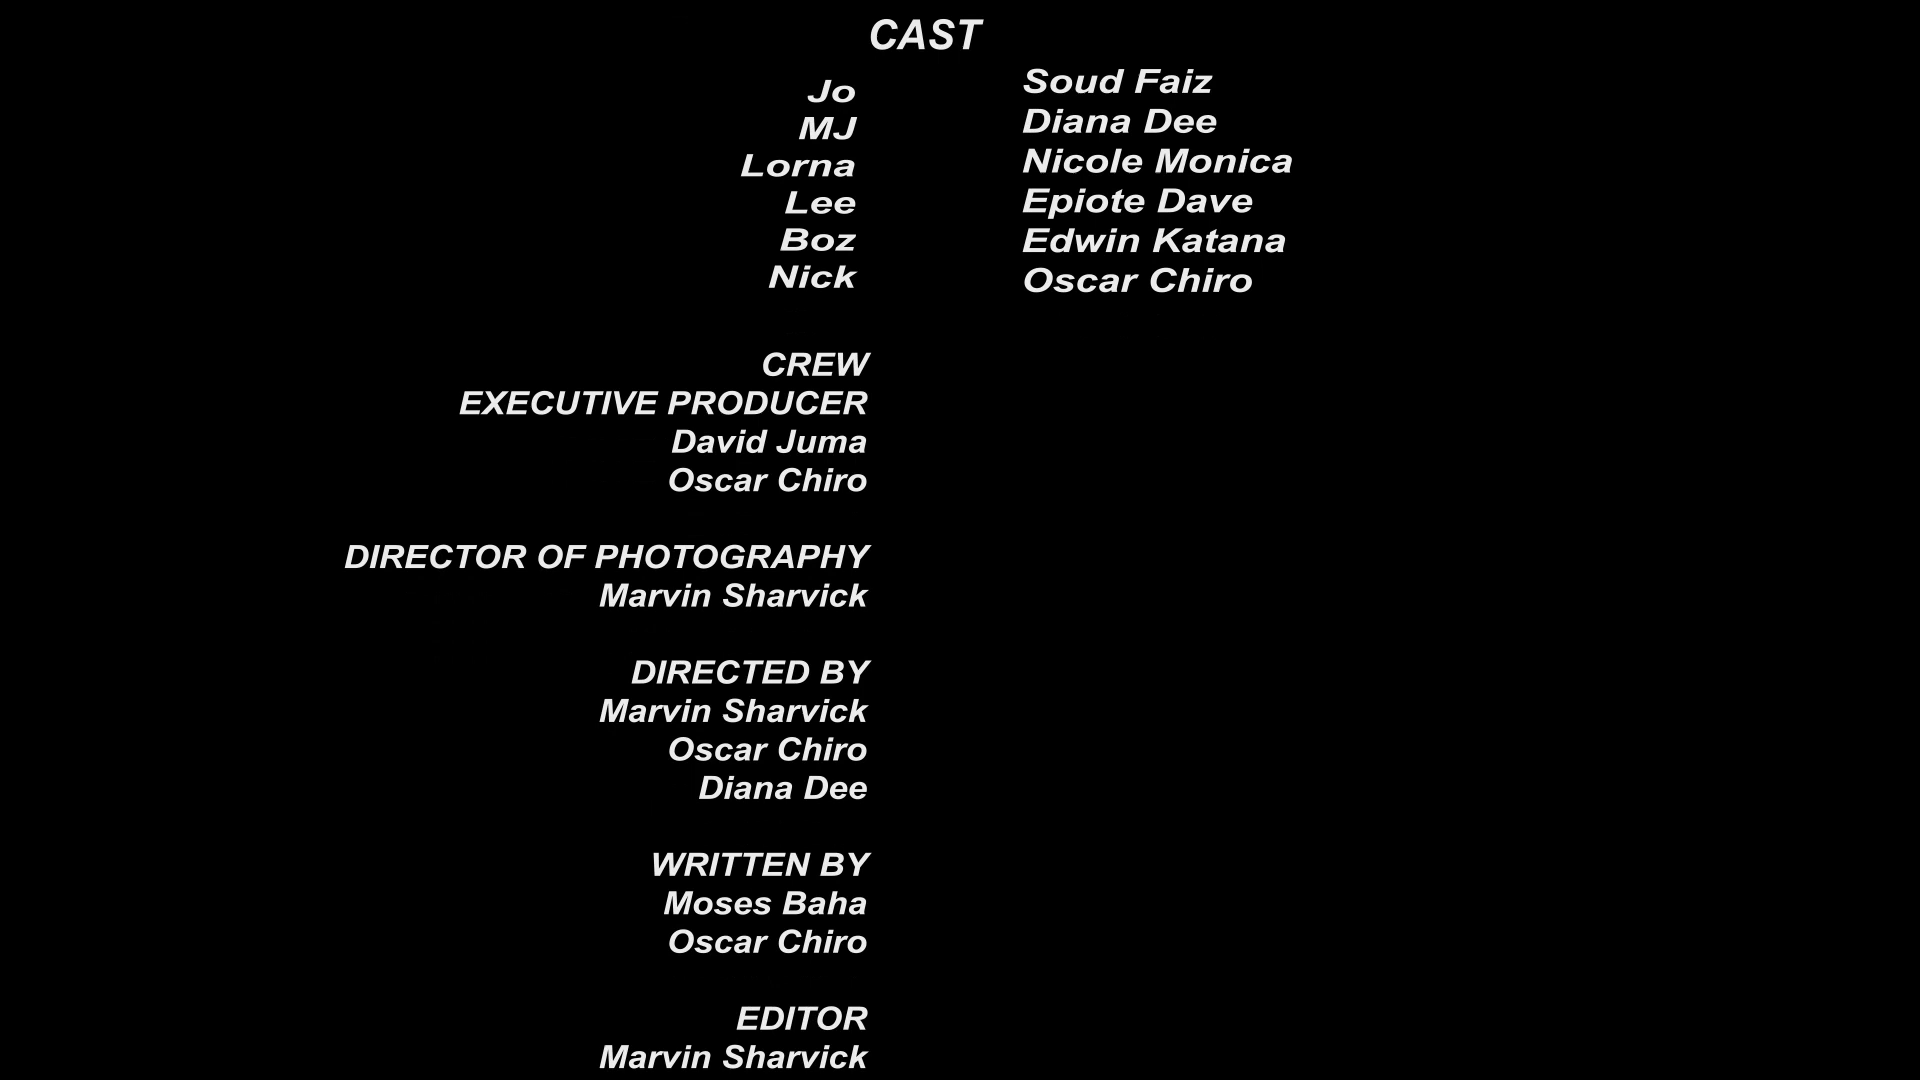 CAST
Jo Soud Faiz
MJ Diana Dee
Lorna Nicole Monica
Lee Epiote Dave
Boz Edwin Katana
Nick Oscar Chiro
CREW
EXECUTIVE PRODUCER
David Juma
Oscar Chiro
DIRECTOR OF PHOTOGRAPHY
Marvin Sharvick
DIRECTED BY
Marvin Sharvick
Oscar Chiro
Diana Dee
WRITTEN BY
Moses Baha
Oscar Chiro
EDITOR
Marvin Sharvick